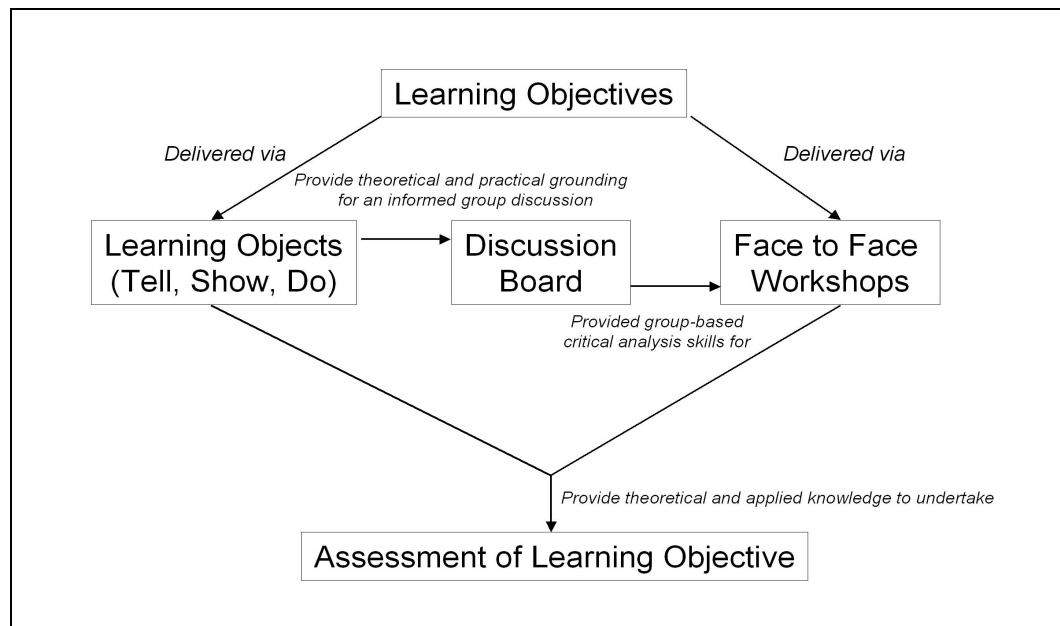 Learning Objectives
Delivered via
Delivered via
Provide theoretical and practical grounding
for an informed group discussion
Learning Objects
(Tell, Show, Do)
Discussion
Board
Face to Face
Workshops
Provided group-based
critical analysis skills for
Provide theoretical and applied knowledge to undertake
Assessment of Learning Objective